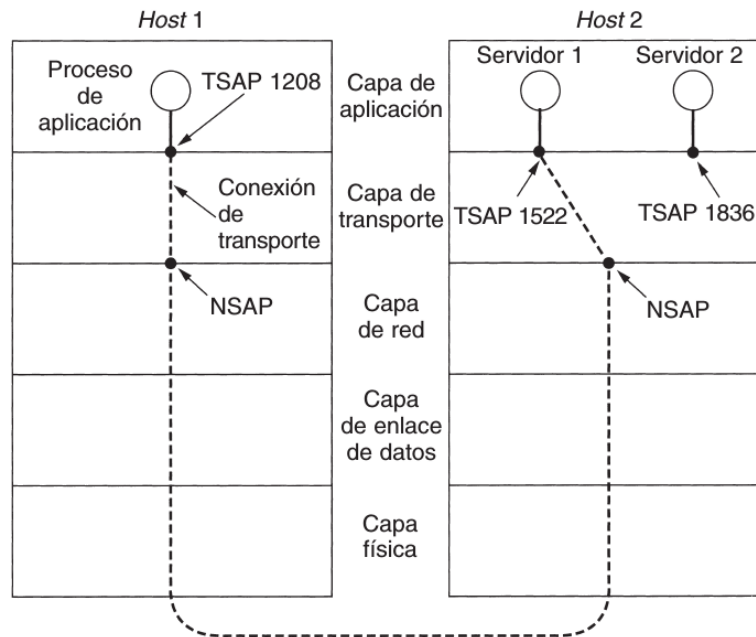 Host 1
Host 2
Proceso
de
aplicación
TSAP 1208
Capa de
aplicación
Servidor 1
Servidor 2
Conexión
de
transporte
Capa de
transporte
TSAP 1522
TSAP 1836
NSAP
Capa
de red
NSAP
Capa
de enlace
de datos
Capa
física